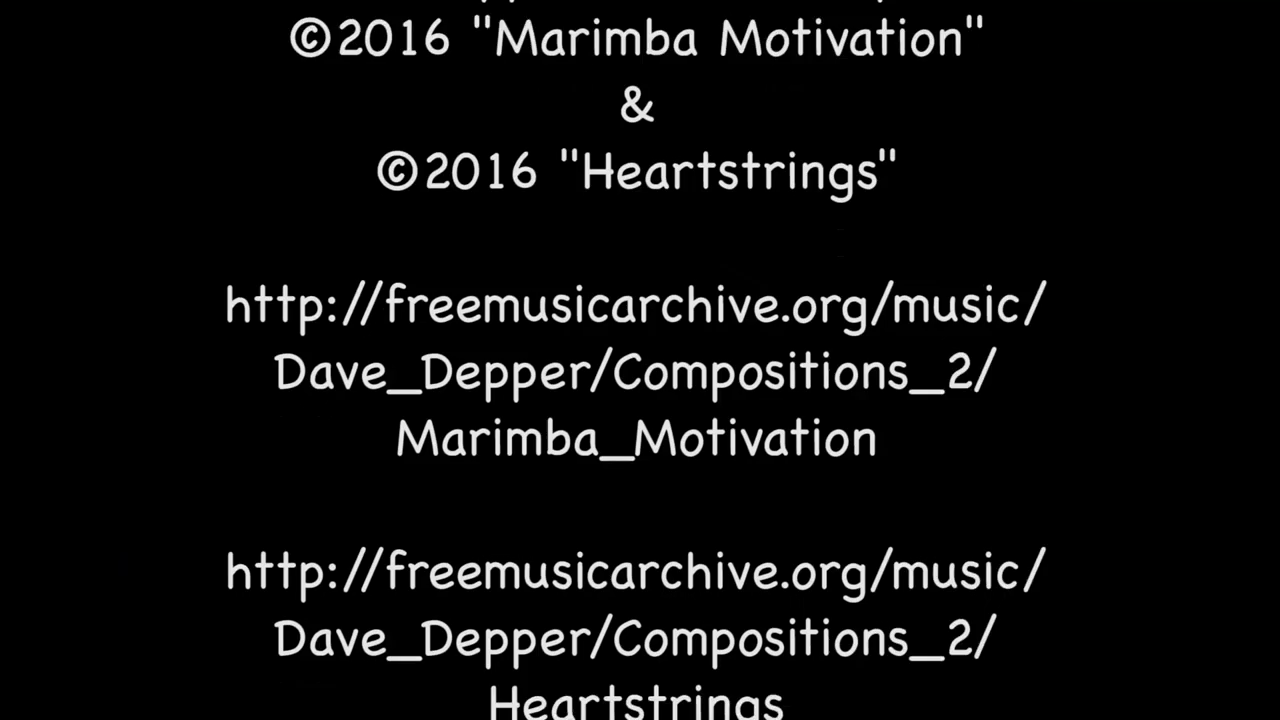 ©2016 "Marimba Motivation"
&
©2016 "Heartstrings"
http://freemusicarchive.org/music/
Dave_Depper/Compositions_2/
Marimba_Motivation
http://freemusicarchive.org/music/
Dave_Depper/Compositions_2/
Heartstrings